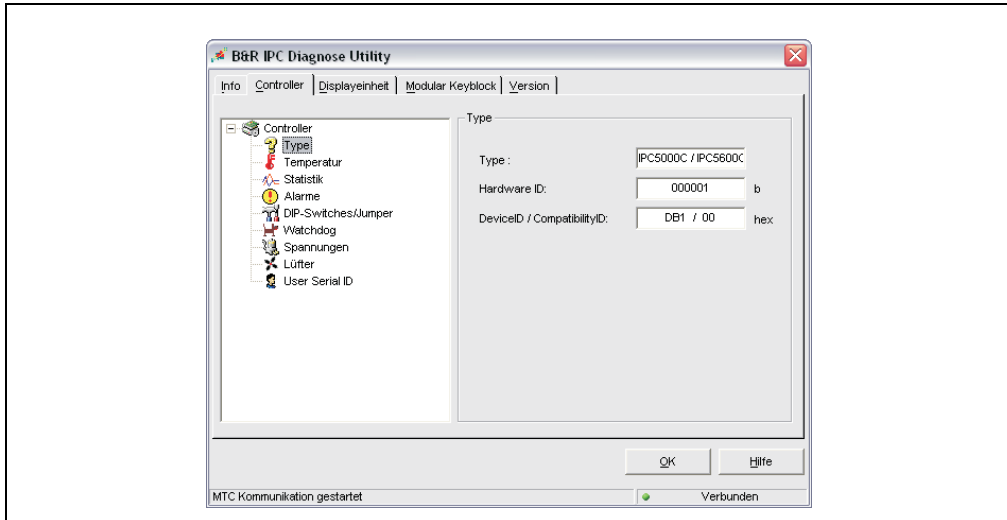 B&R IPC Diagnose Utility
Info Controller Displayeinheit Modular Keyblock Version
Controller
Type
Temperatur
Statistik
Alarme
DIP-Switches/Jumper
Watchdog
Spannungen
Lüfter
User Serial ID
Type
Type : IPC5000C / IPC5600C
Hardware ID: 000001 b
DeviceID / CompatibilityID: DB1 / 00 hex
OK Hilfe
MTC Kommunikation gestartet Verbunden